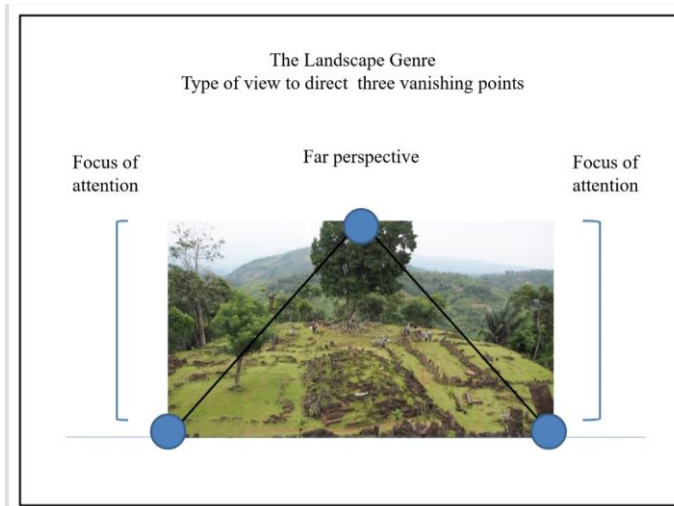 The Landscape Genre
Type of view to direct three vanishing points
Focus of
attention
Far perspective
Focus of
attention